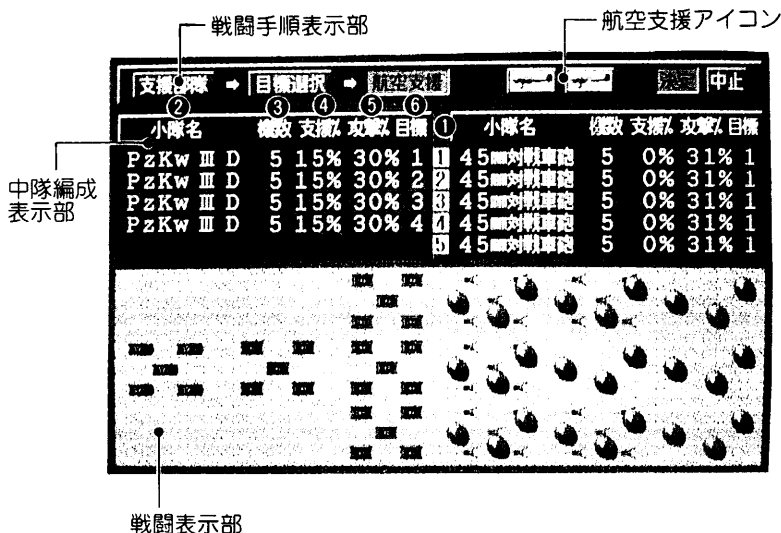 戦闘手順表示部
航空支援アイコン
支援部隊 ➡ 目標選択 ➡ 航空支援 決定 中止
② ③ ④ ⑤ ⑥ ①
小隊名 機数 支援% 攻撃% 目標 小隊名 機数 支援% 攻撃% 目標
PzKw Ⅲ D 5 15% 30% 1 1 45㎜対戦車砲 5 0% 31% 1
PzKw Ⅲ D 5 15% 30% 2 2 45㎜対戦車砲 5 0% 31% 1
PzKw Ⅲ D 5 15% 30% 3 3 45㎜対戦車砲 5 0% 31% 1
PzKw Ⅲ D 5 15% 30% 4 4 45㎜対戦車砲 5 0% 31% 1
5 45㎜対戦車砲 5 0% 31% 1
中隊編成
表示部
戦闘表示部